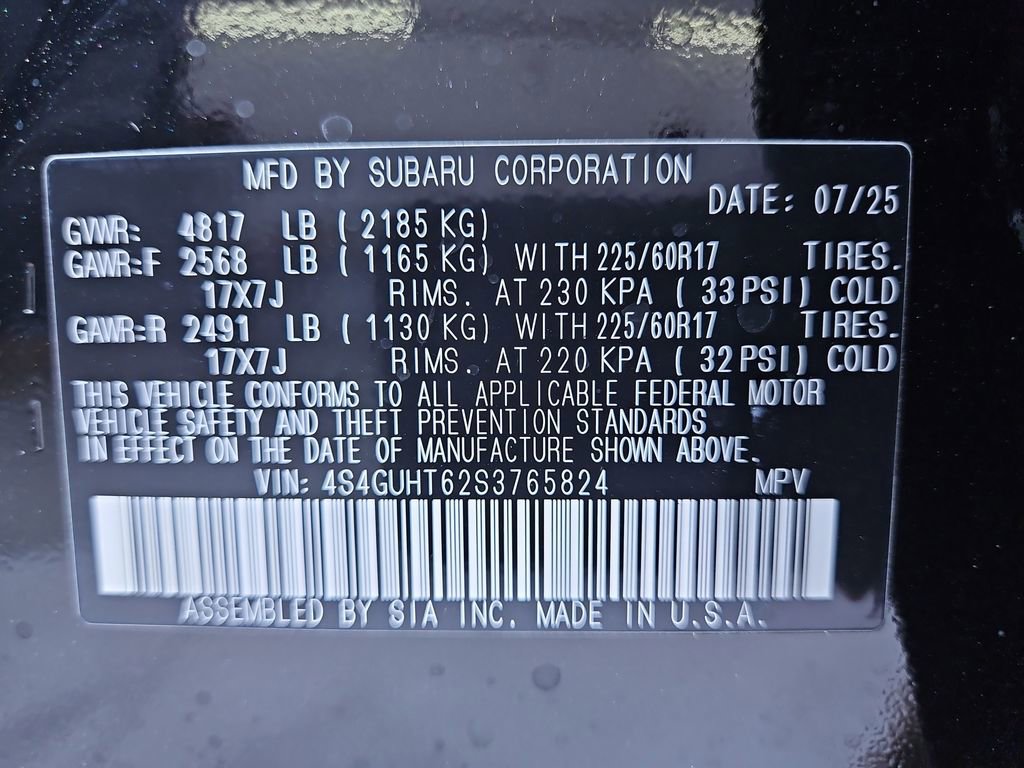 MFD BY SUBARU CORPORATION
DATE: 07/25
GVWR: 4817 LB ( 2185 KG)
GAWR:F 2568 LB ( 1165 KG) WITH 225/60R17 TIRES.
17X7J RIMS. AT 230 KPA ( 33 PSI) COLD
GAWR:R 2491 LB ( 1130 KG) WITH 225/60R17 TIRES.
17X7J RIMS. AT 220 KPA ( 32 PSI) COLD
THIS VEHICLE CONFORMS TO ALL APPLICABLE FEDERAL MOTOR
VEHICLE SAFETY AND THEFT PREVENTION STANDARDS
IN EFFECT ON THE DATE OF MANUFACTURE SHOWN ABOVE.
VIN: 4S4GUHT62S3765824 MPV
ASSEMBLED BY SIA INC. MADE IN U.S.A.